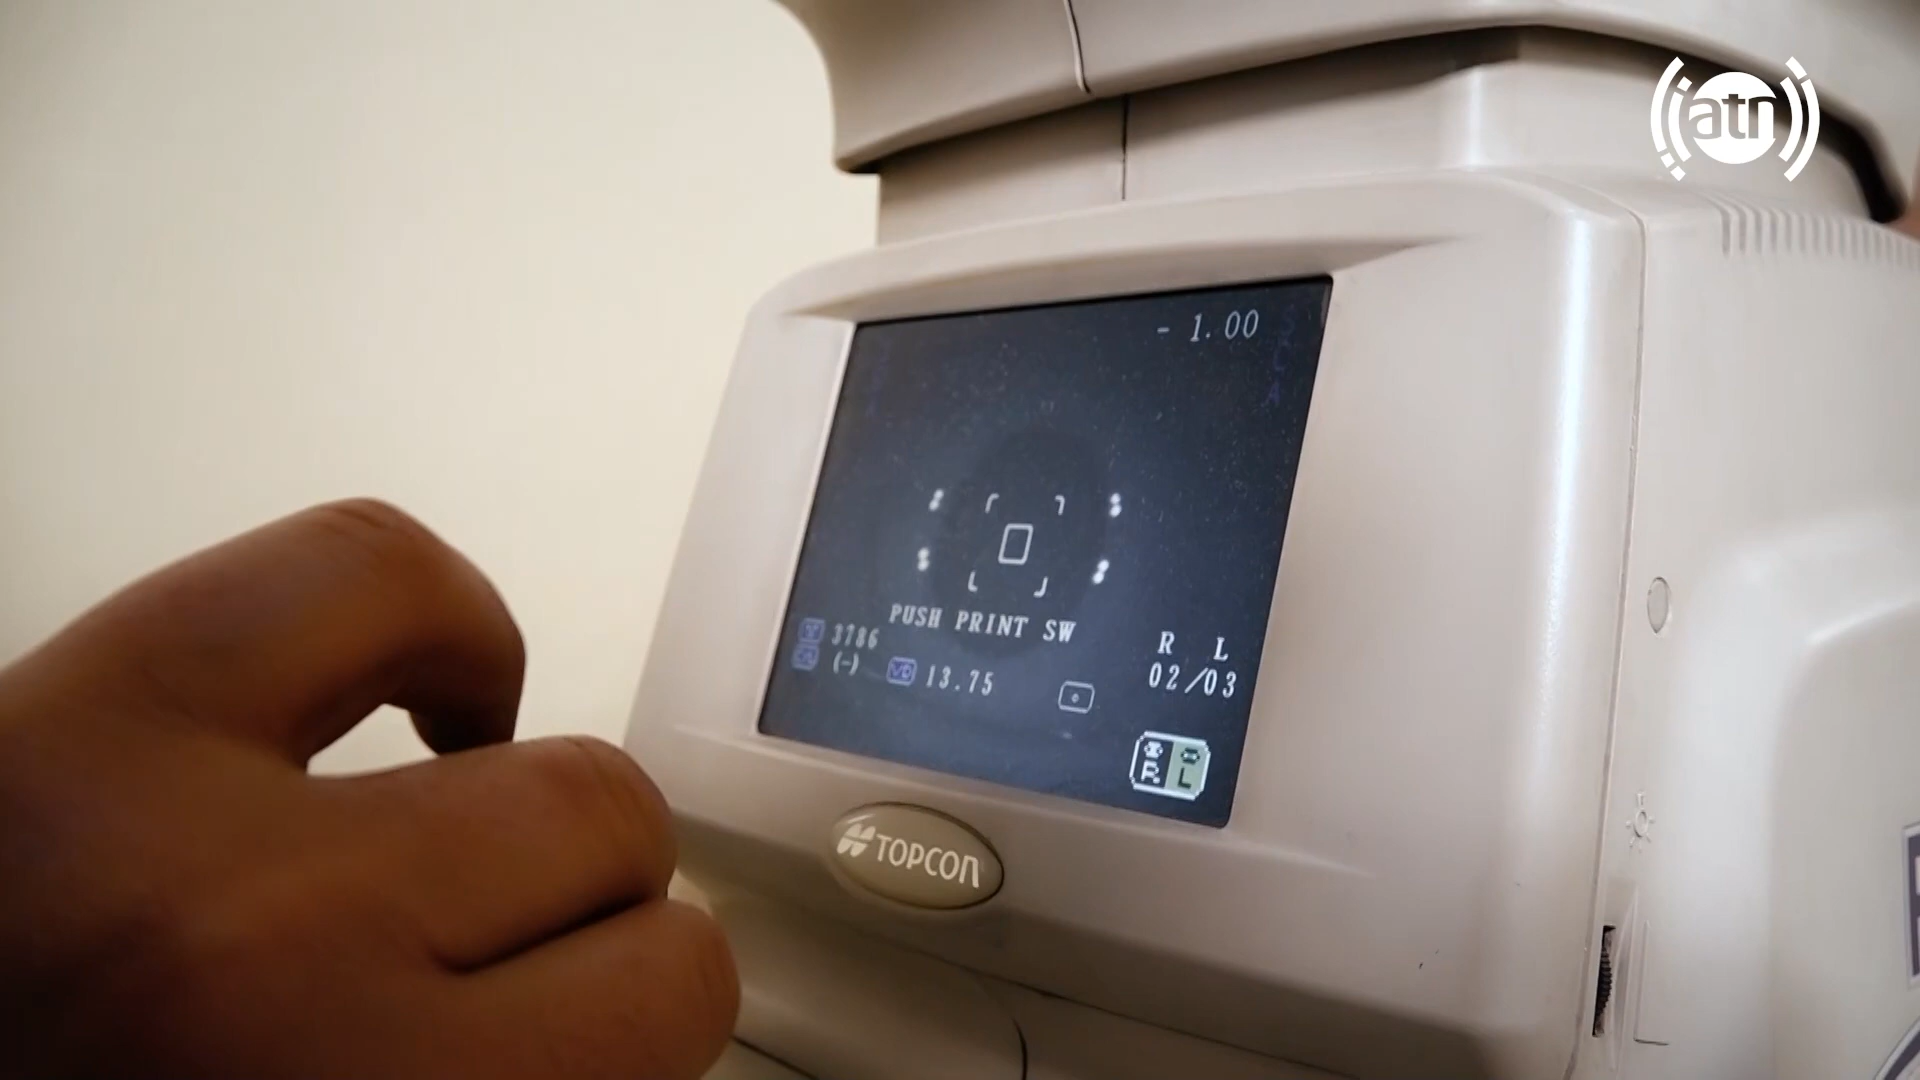 atn
- 1.00
S
C
A
PUSH PRINT SW
3786
(-)
VD 13.75
R L
02/03
R L
TOPCON